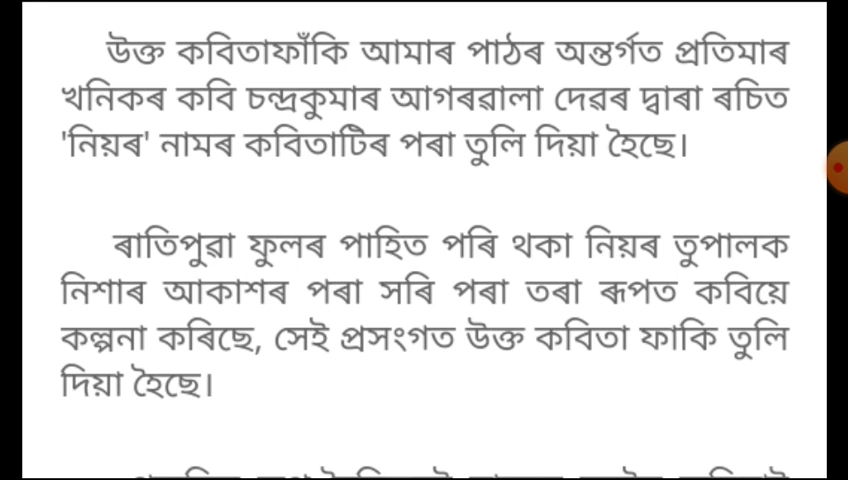 উক্ত কবিতাফাঁকি আমাৰ পাঠৰ অন্তৰ্গত প্ৰতিমাৰ
খনিকৰ কবি চন্দ্ৰকুমাৰ আগৰৱালা দেৱৰ দ্বাৰা ৰচিত
'নিয়ৰ' নামৰ কবিতাটিৰ পৰা তুলি দিয়া হৈছে।
ৰাতিপুৱা ফুলৰ পাহিত পৰি থকা নিয়ৰ তুপালক
নিশাৰ আকাশৰ পৰা সৰি পৰা তৰা ৰূপত কবিয়ে
কল্পনা কৰিছে, সেই প্ৰসংগত উক্ত কবিতা ফাকি তুলি
দিয়া হৈছে।